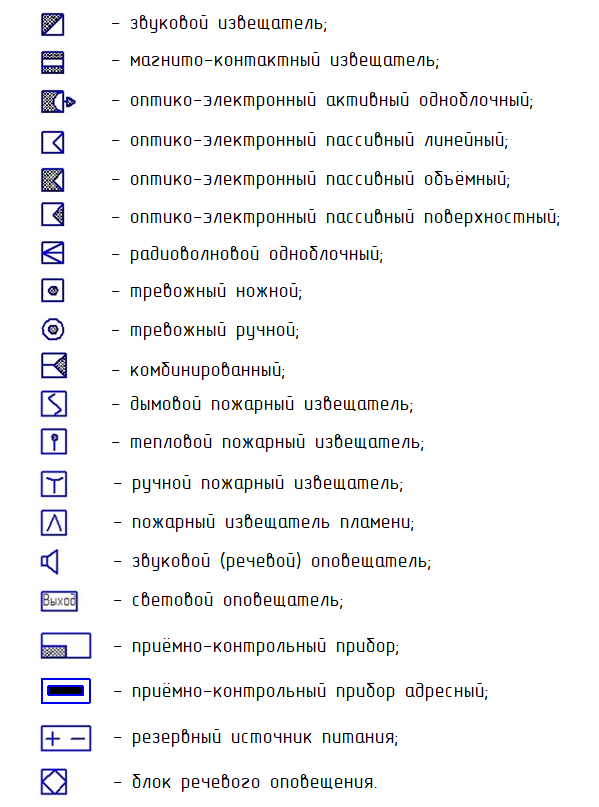 - звуковой извещатель;
- магнито-контактный извещатель;
- оптико-электронный активный одноблочный;
- оптико-электронный пассивный линейный;
- оптико-электронный пассивный объёмный;
- оптико-электронный пассивный поверхностный;
- радиоволновой одноблочный;
- тревожный ножной;
- тревожный ручной;
- комбинированный;
- дымовой пожарный извещатель;
- тепловой пожарный извещатель;
- ручной пожарный извещатель;
- пожарный извещатель пламени;
- звуковой (речевой) оповещатель;
Выход - световой оповещатель;
- приёмно-контрольный прибор;
- приёмно-контрольный прибор адресный;
+ - - резервный источник питания;
- блок речевого оповещения.